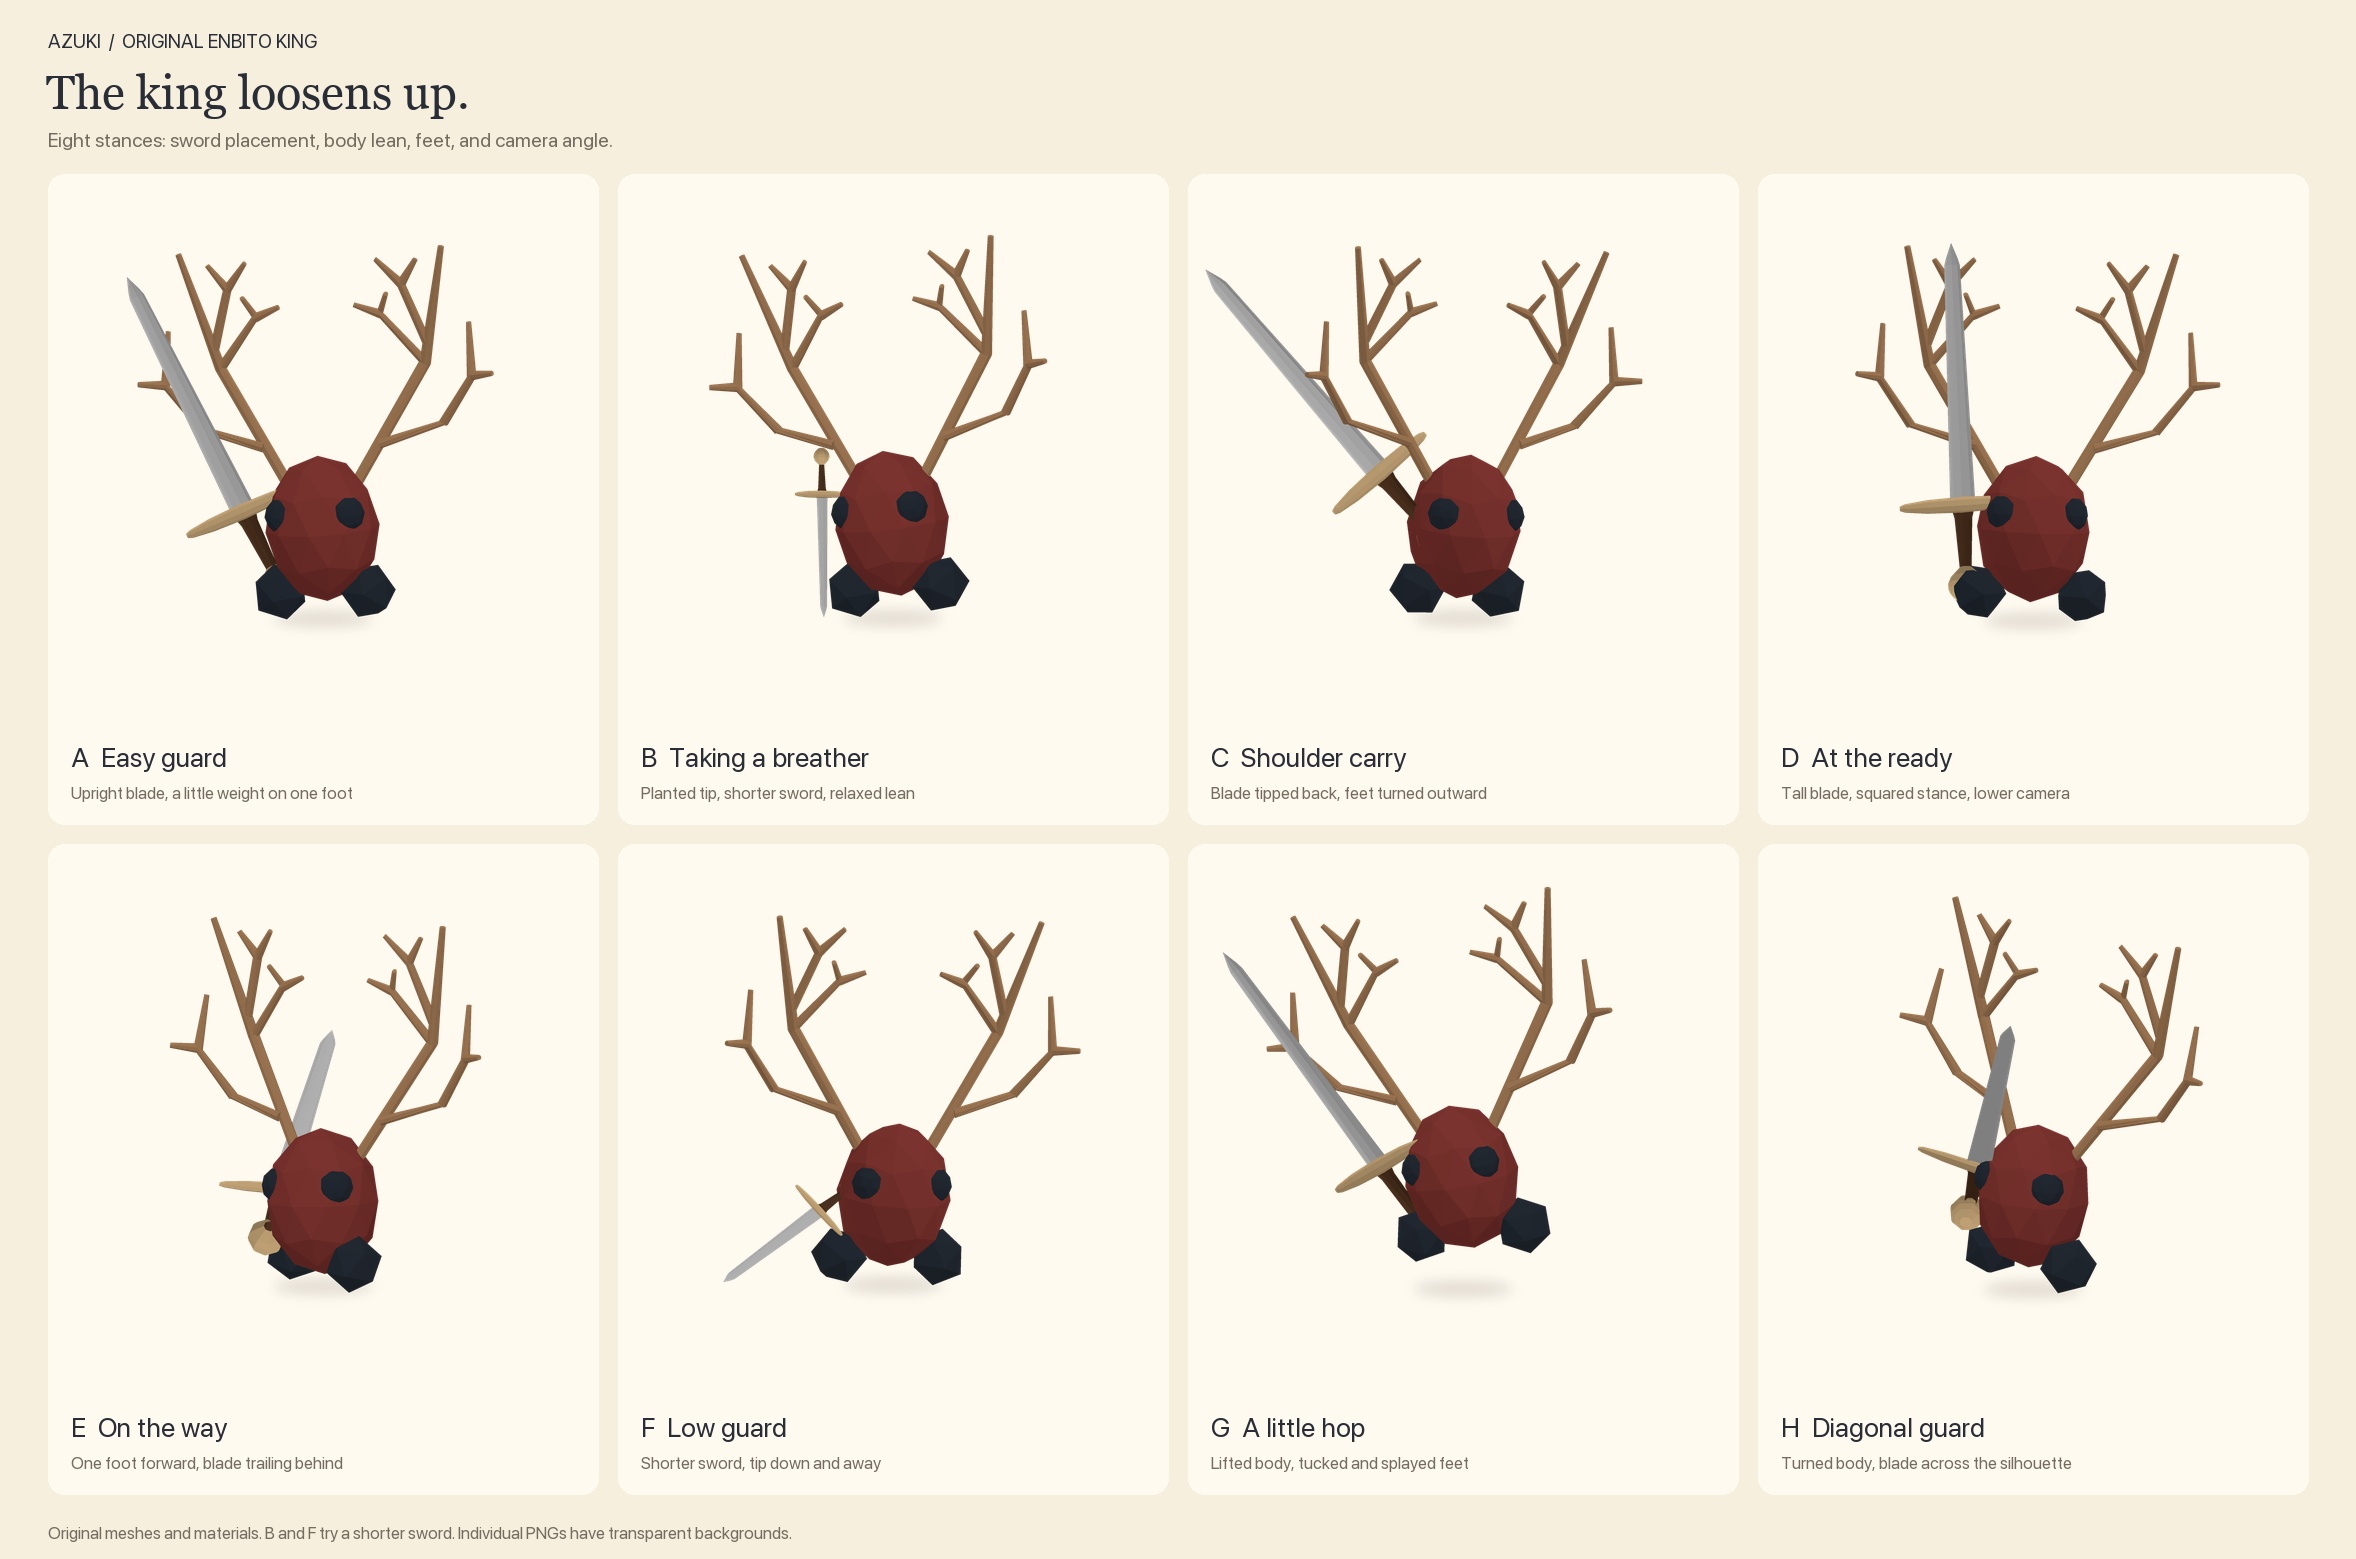 AZUKI / ORIGINAL ENBITO KING
The king loosens up.
Eight stances: sword placement, body lean, feet, and camera angle.
A Easy guard
Upright blade, a little weight on one foot
B Taking a breather
Planted tip, shorter sword, relaxed lean
C Shoulder carry
Blade tipped back, feet turned outward
D At the ready
Tall blade, squared stance, lower camera
E On the way
One foot forward, blade trailing behind
F Low guard
Shorter sword, tip down and away
G A little hop
Lifted body, tucked and splayed feet
H Diagonal guard
Turned body, blade across the silhouette
Original meshes and materials. B and F try a shorter sword. Individual PNGs have transparent backgrounds.